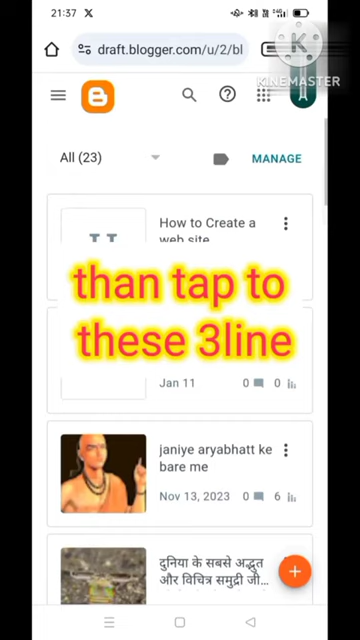 21:37
draft.blogger.com/u/2/bl
KINEMASTER
All (23)
MANAGE
How to Create a
web site
than tap to
these 3line
Jan 11
0
0
janiye aryabhatt ke
bare me
Nov 13, 2023
0
6
दुनिया के सबसे अद्भुत
और विचित्र समुद्री जी...